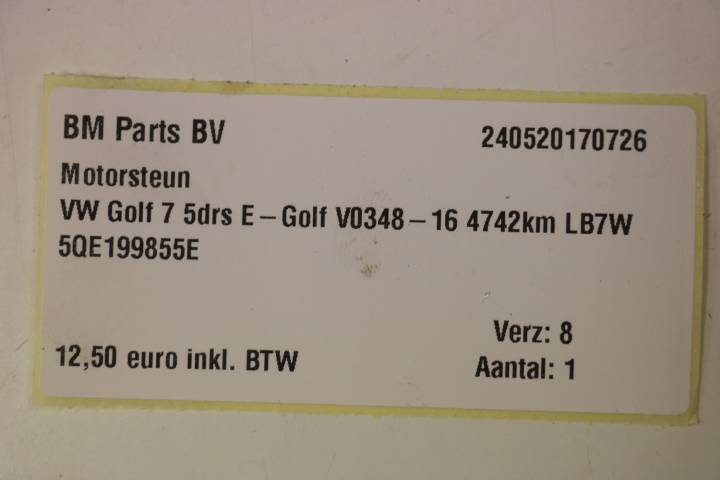 BM Parts BV 240520170726
Motorsteun
VW Golf 7 5drs E-Golf V0348-16 4742km LB7W
5QE199855E
Verz: 8
12,50 euro inkl. BTW Aantal: 1